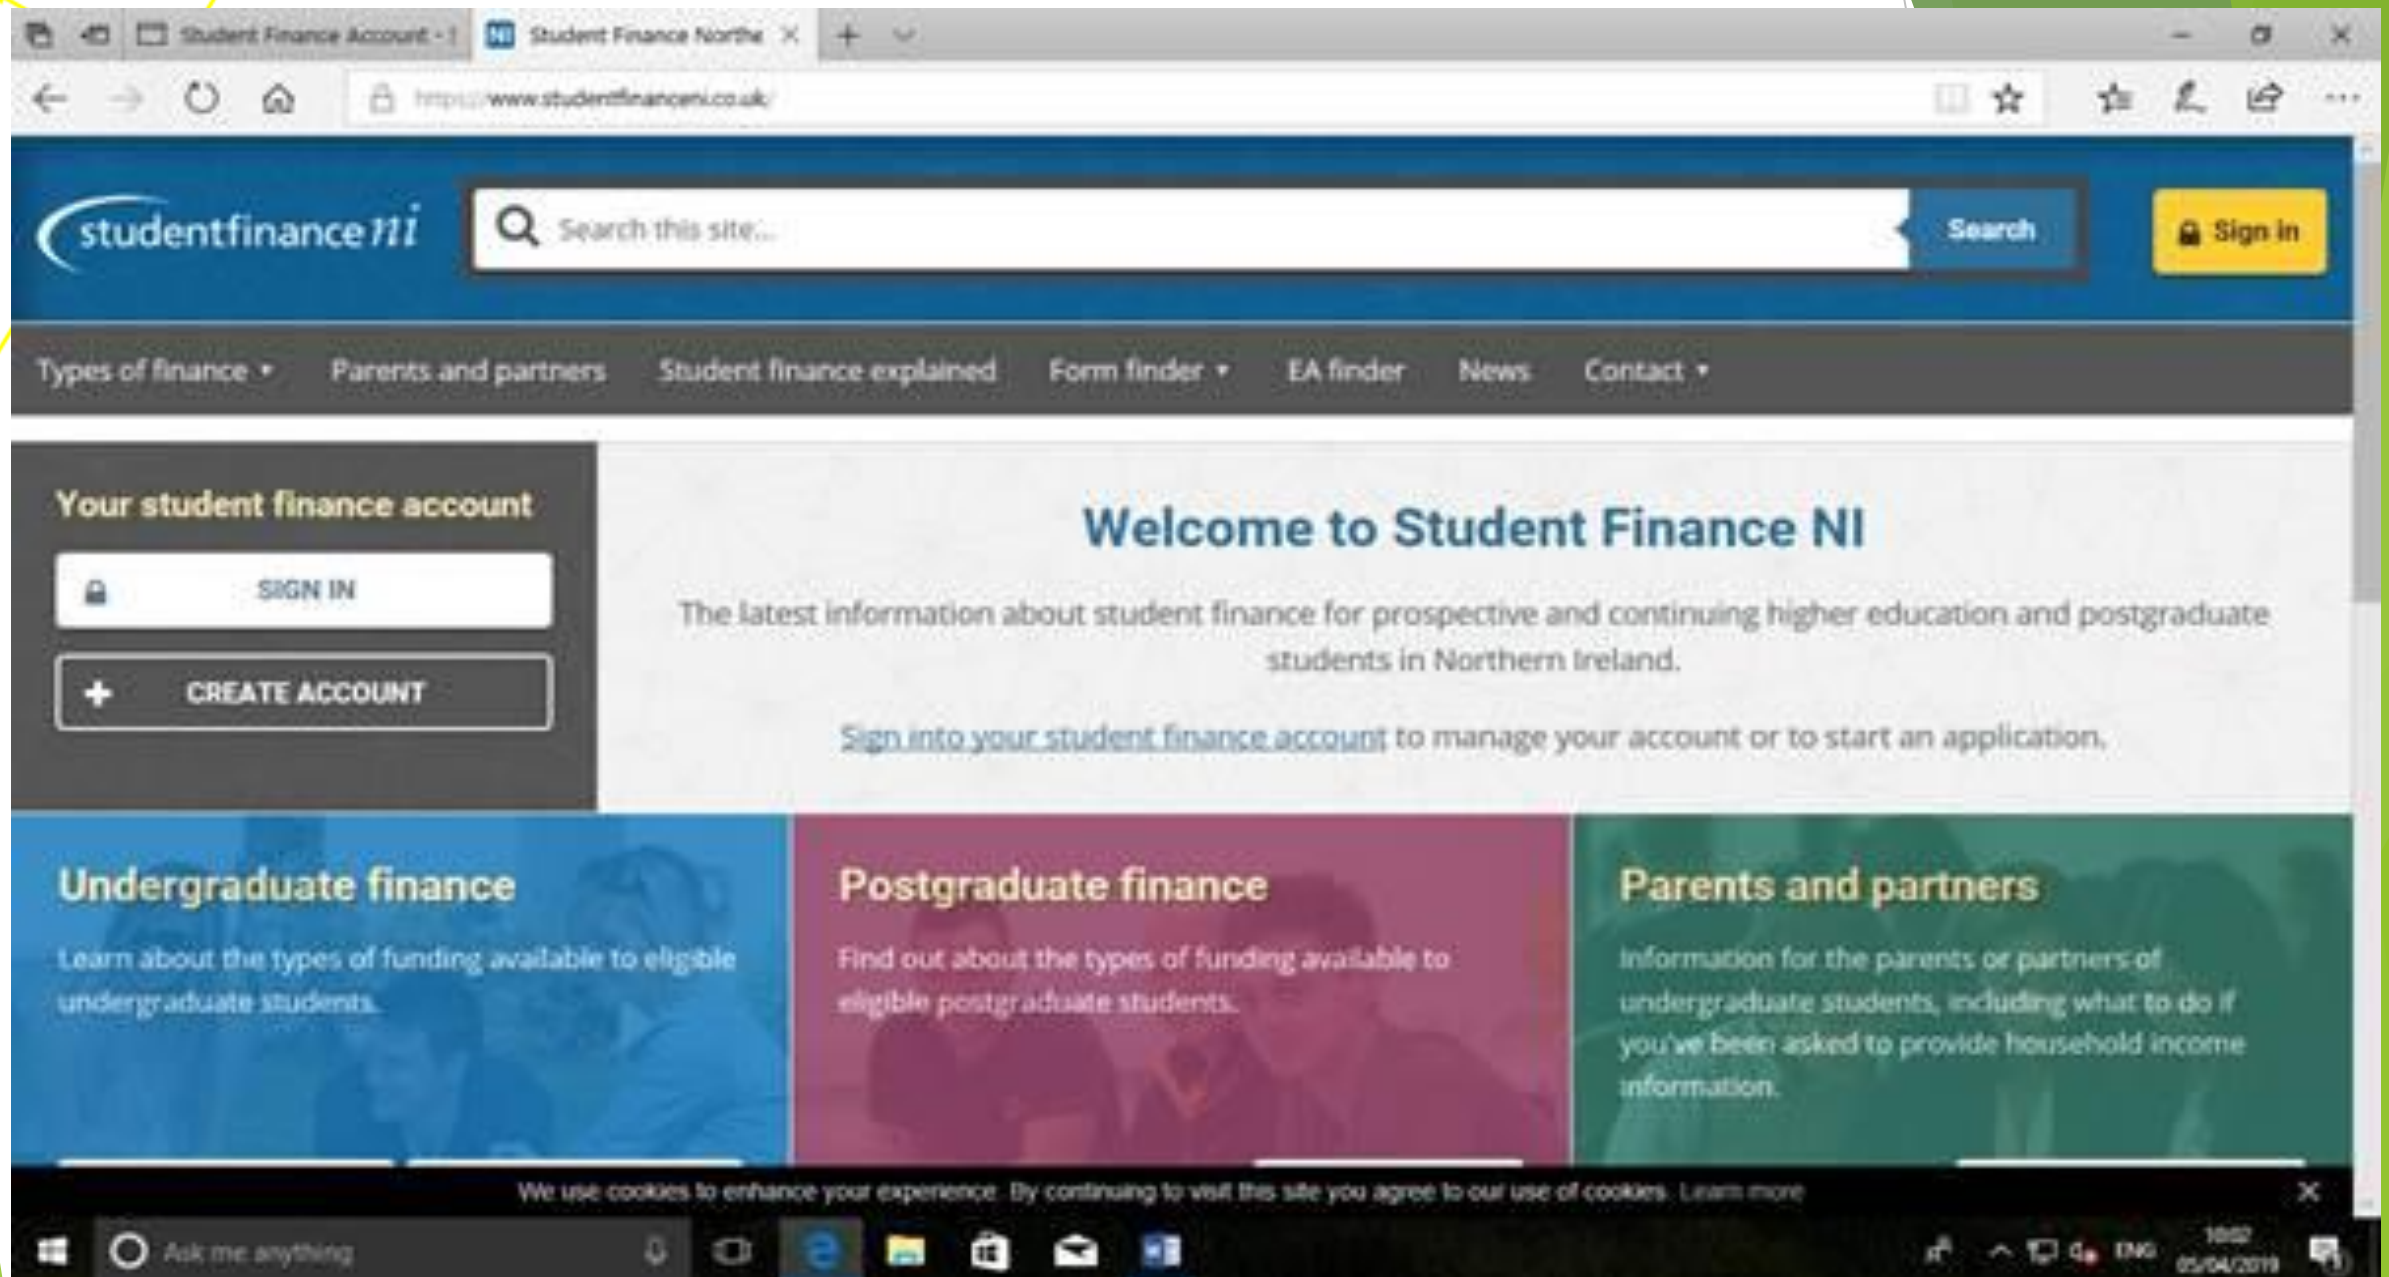 Student Finance Account - 
NI Student Finance Northe
https://www.studentfinanceni.co.uk/
studentfinance ni
Search this site...
Search
Sign in
Types of finance
Parents and partners
Student finance explained
Form finder
EA finder
News
Contact
Your student finance account
SIGN IN
CREATE ACCOUNT
Welcome to Student Finance NI
The latest information about student finance for prospective and continuing higher education and postgraduate
students in Northern Ireland.
Sign into your student finance account to manage your account or to start an application.
Undergraduate finance
Learn about the types of funding available to eligible
undergraduate students.
Postgraduate finance
Find out about the types of funding available to
eligible postgraduate students.
Parents and partners
Information for the parents or partners of
undergraduate students, including what to do if
you've been asked to provide household income
information.
We use cookies to enhance your experience. By continuing to visit this site you agree to our use of cookies. Learn more
Ask me anything
ENG
10:02
05/04/2019